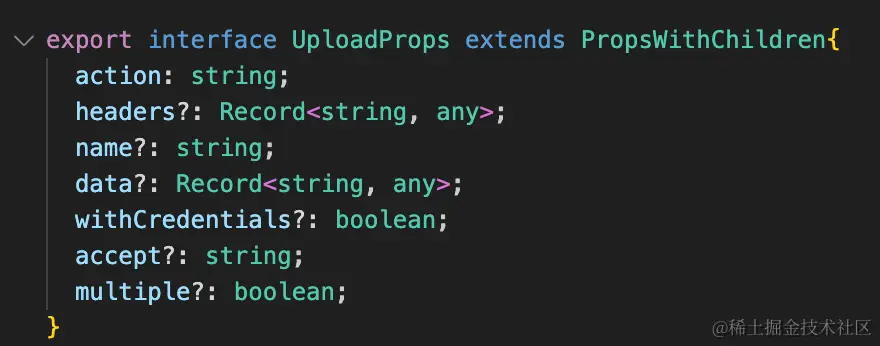 export interface UploadProps extends PropsWithChildren{
action: string;
headers?: Record<string, any>;
name?: string;
data?: Record<string, any>;
withCredentials?: boolean;
accept?: string;
multiple?: boolean;
}
@稀土掘金技术社区